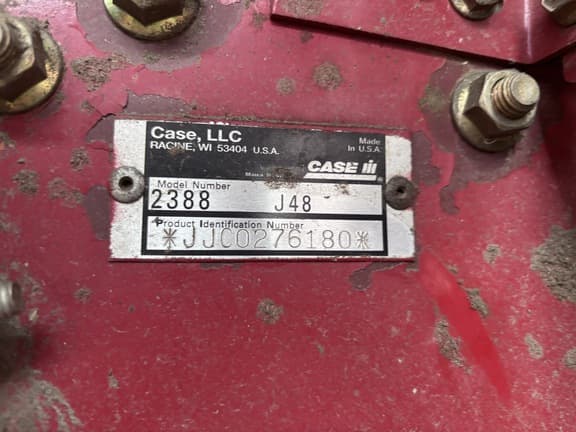 Case, LLC
RACINE, WI 53404 U.S.A.
Made
In U.S.A.
CASE IH
Model Number
2388 J48
Product Identification Number
*JJC0276180*